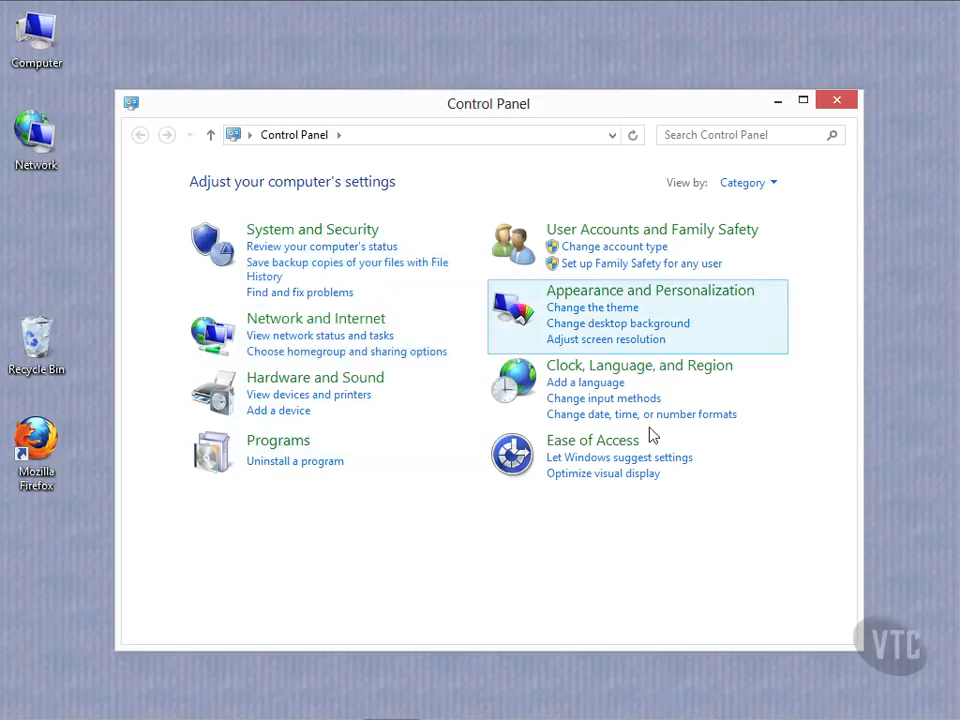 Computer
Network
Recycle Bin
Mozilla
Firefox
Control Panel
Control Panel
Search Control Panel
Adjust your computer's settings
View by:
Category
System and Security
Review your computer's status
Save backup copies of your files with File
History
Find and fix problems
Network and Internet
View network status and tasks
Choose homegroup and sharing options
Hardware and Sound
View devices and printers
Add a device
Programs
Uninstall a program
User Accounts and Family Safety
Change account type
Set up Family Safety for any user
Appearance and Personalization
Change the theme
Change desktop background
Adjust screen resolution
Clock, Language, and Region
Add a language
Change input methods
Change date, time, or number formats
Ease of Access
Let Windows suggest settings
Optimize visual display
VTC